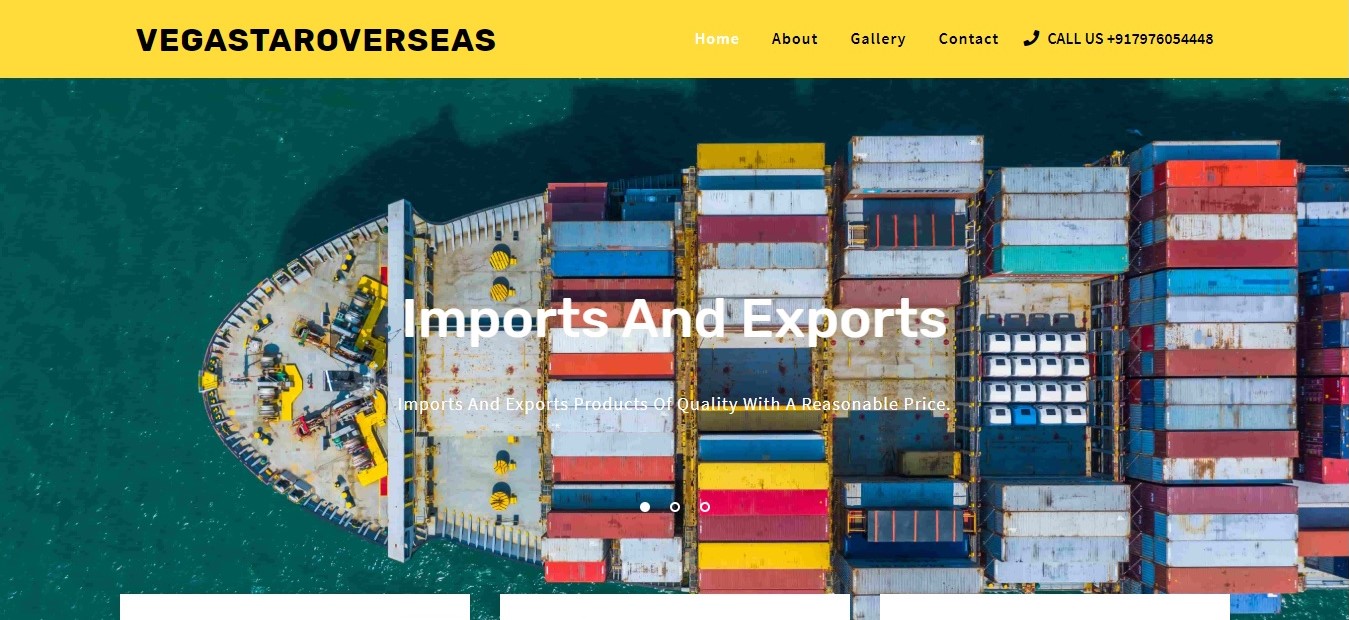 VEGASTAROVERSEAS
Home About Gallery Contact CALL US +917976054448
Imports And Exports
Imports And Exports Products Of Quality With A Reasonable Price.